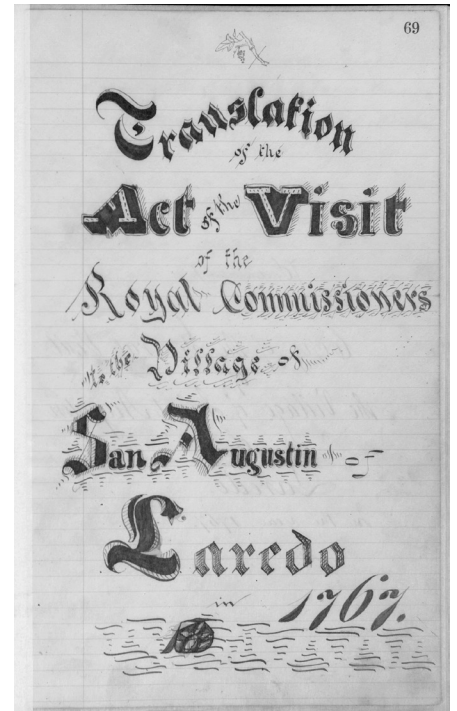 69
Translation
of the
Act of the Visit
of the
Royal Commissioners
to the Village of
San Augustin of
Laredo
in 1767.